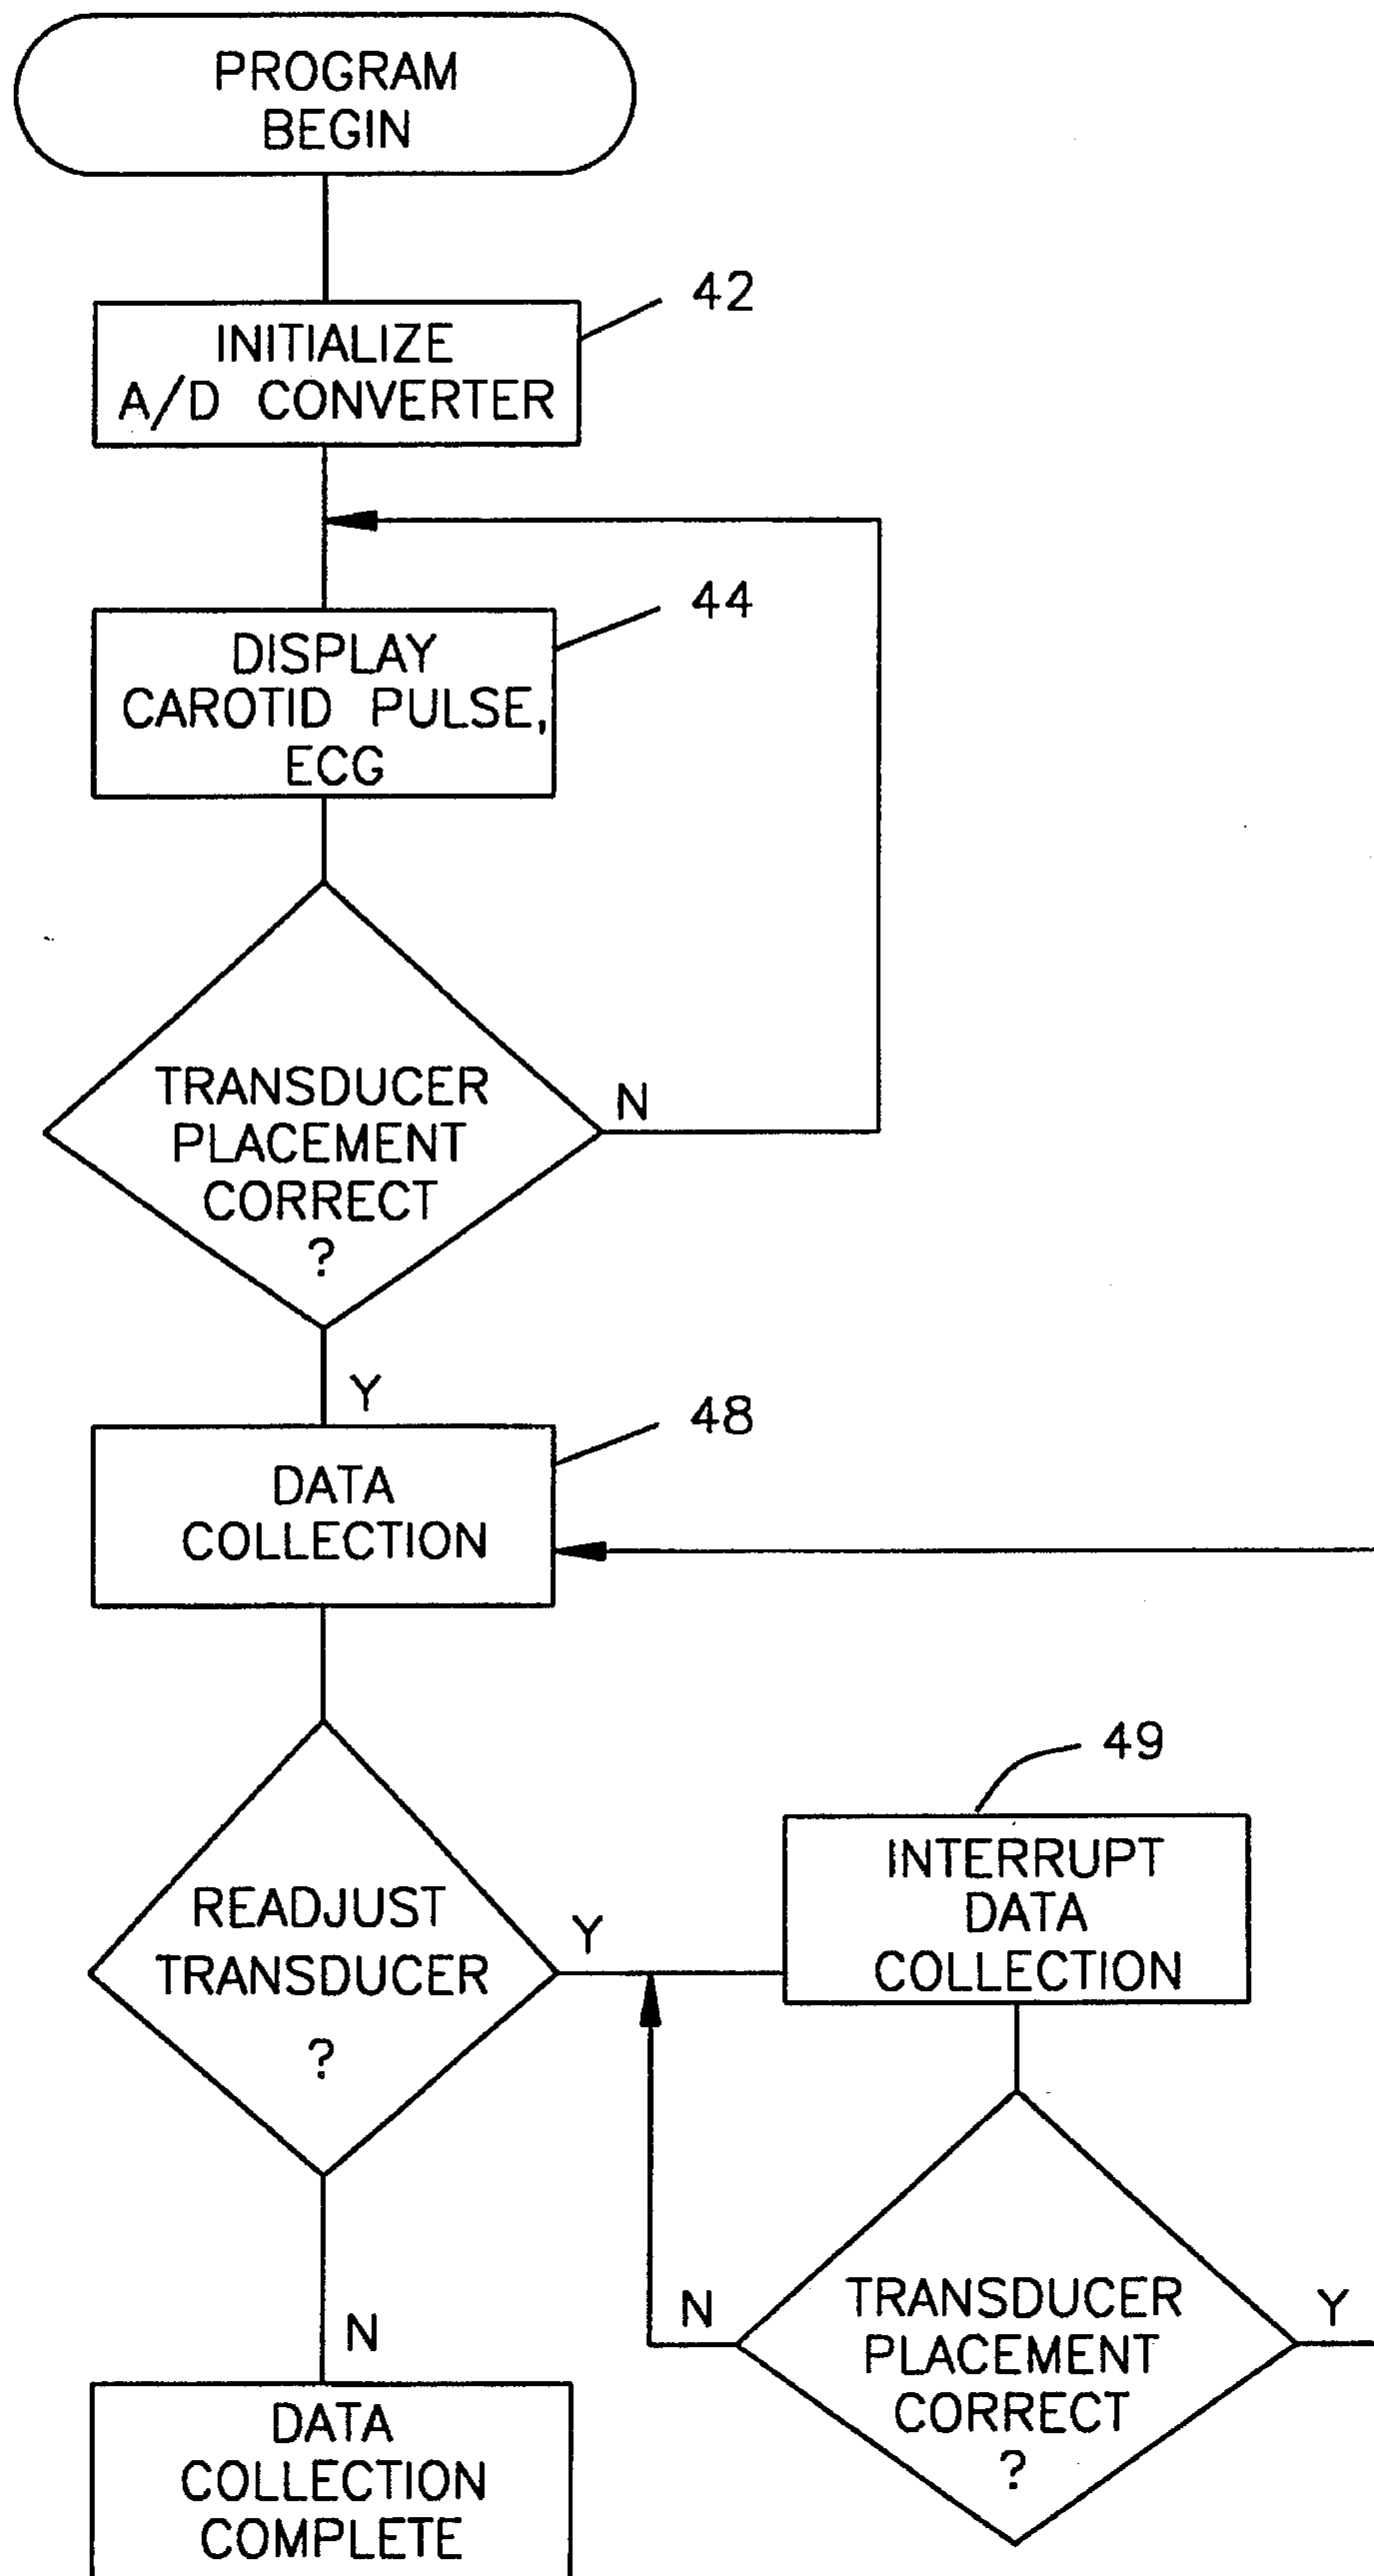 PROGRAM
BEGIN
42
INITIALIZE
A/D CONVERTER
44
DISPLAY
CAROTID PULSE,
ECG
TRANSDUCER
PLACEMENT
CORRECT
?
N
Y
48
DATA
COLLECTION
READJUST
TRANSDUCER
?
Y
N
49
INTERRUPT
DATA
COLLECTION
TRANSDUCER
PLACEMENT
CORRECT
?
N
Y
DATA
COLLECTION
COMPLETE